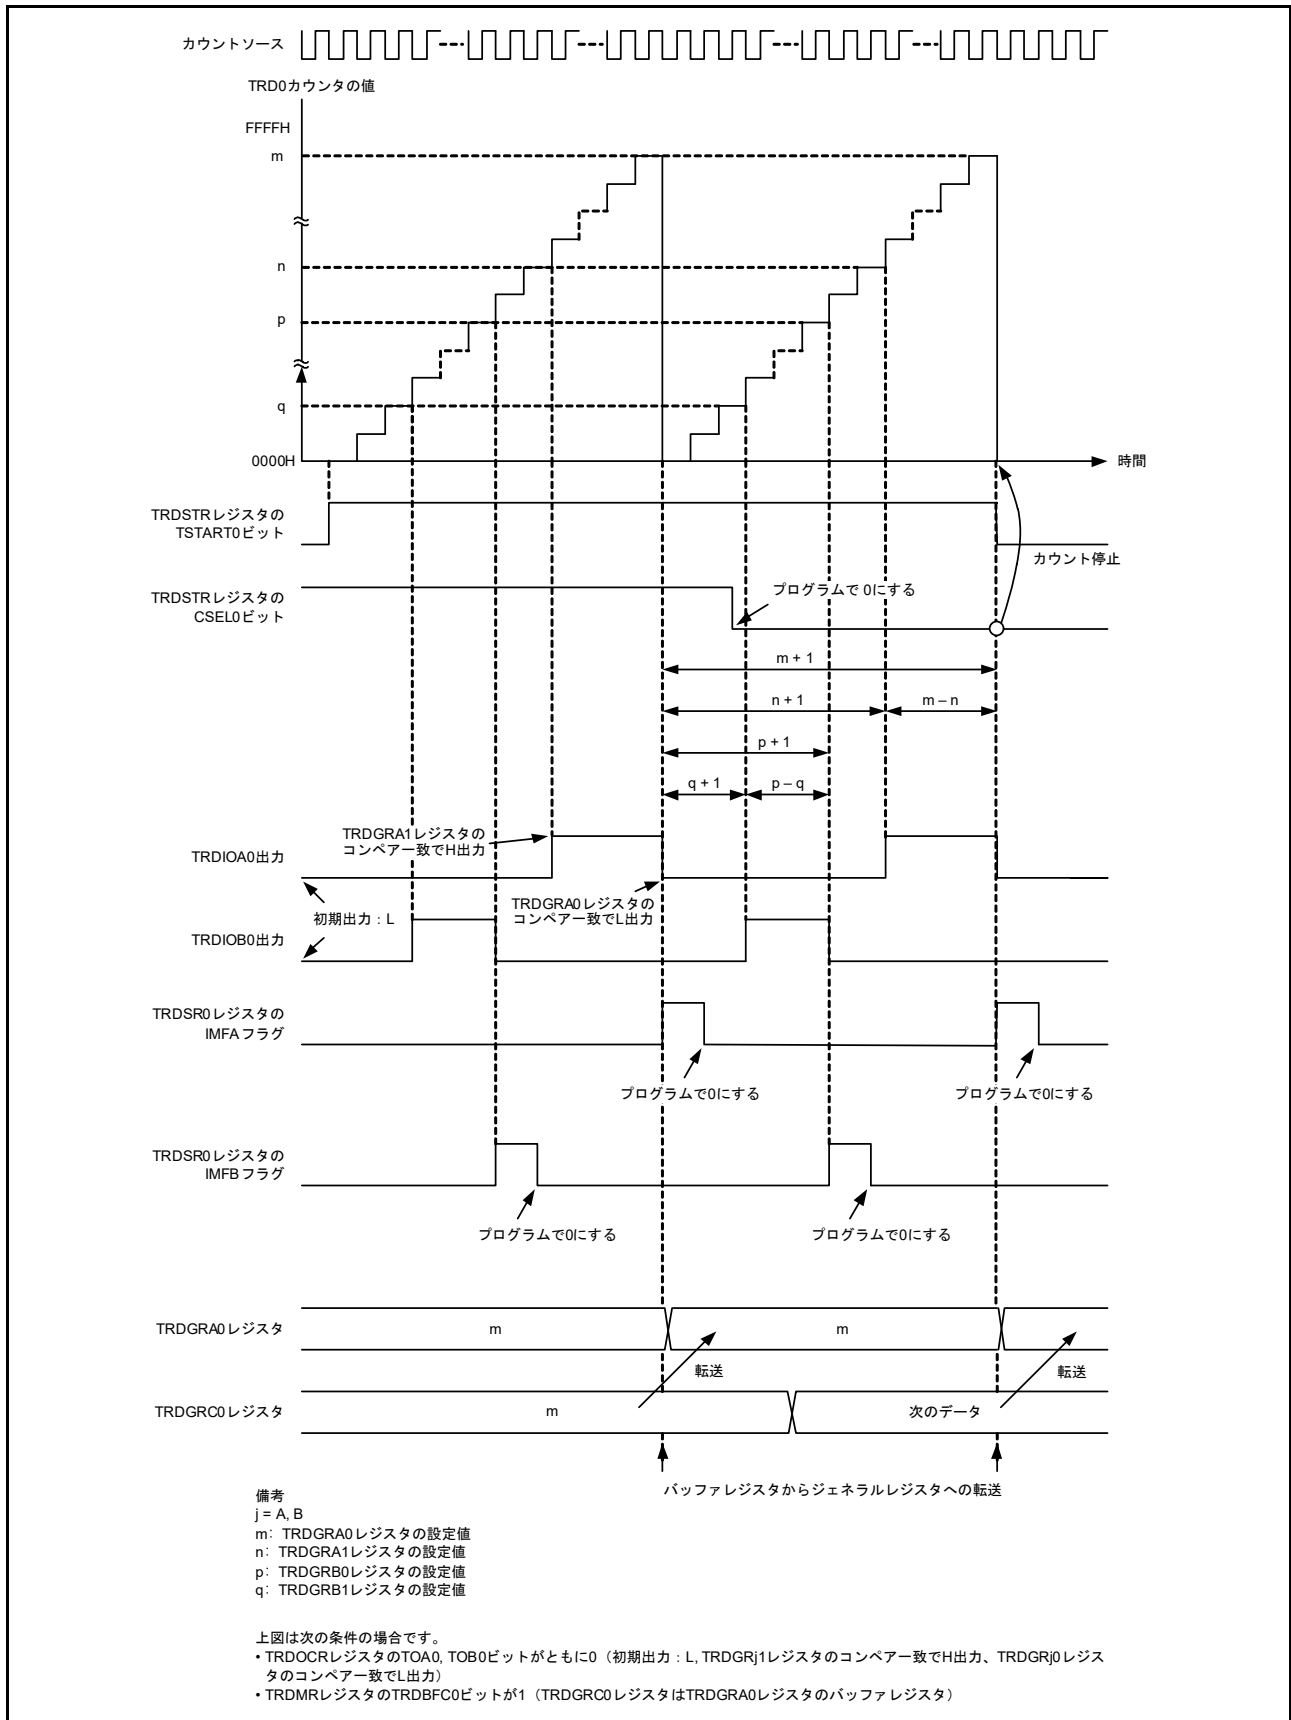 カウントソース
TRD0カウンタの値
FFFFH
m
n
p
q
0000H
時間
TRDSTRレジスタの
TSTART0ビット
カウント停止
TRDSTRレジスタの
CSEL0ビット
プログラムで 0にする
m + 1
n + 1
m – n
p + 1
q + 1
p – q
TRDGRA1レジスタの
コンペア一致でH出力
TRDIOA0出力
TRDGRA0レジスタの
コンペア一致でL出力
初期出力：L
TRDIOB0出力
TRDSR0レジスタの
IMFAフラグ
プログラムで0にする
プログラムで0にする
TRDSR0レジスタの
IMFBフラグ
プログラムで0にする
プログラムで0にする
TRDGRA0レジスタ
m
m
転送
転送
TRDGRC0レジスタ
m
次のデータ
バッファレジスタからジェネラルレジスタへの転送
備考
j = A, B
m: TRDGRA0レジスタの設定値
n: TRDGRA1レジスタの設定値
p: TRDGRB0レジスタの設定値
q: TRDGRB1レジスタの設定値
上図は次の条件の場合です。
• TRDOCRレジスタのTOA0, TOB0ビットがともに0（初期出力：L, TRDGRj1レジスタのコンペア一致でH出力、TRDGRj0レジス
タのコンペア一致でL出力）
• TRDMRレジスタのTRDBFC0ビットが1（TRDGRC0レジスタはTRDGRA0レジスタのバッファレジスタ）